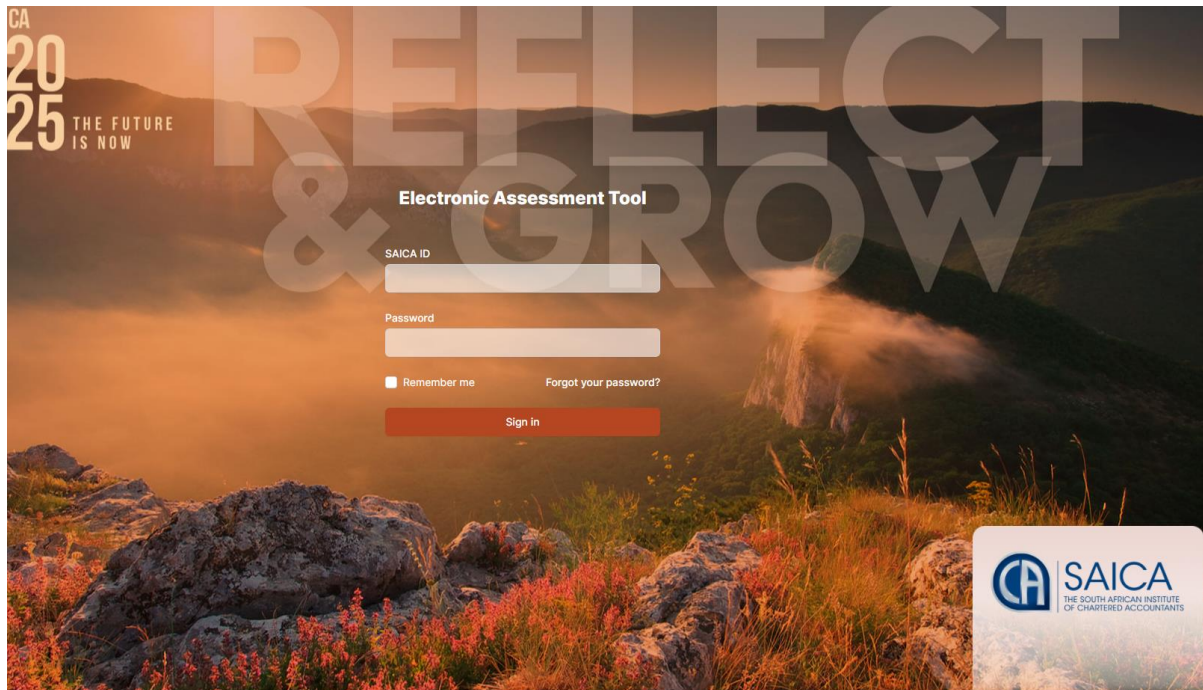 CA
20
25 THE FUTURE
IS NOW
REFLECT
& GROW
Electronic Assessment Tool
SAICA ID
Password
Remember me
Forgot your password?
Sign in
CA
SAICA
THE SOUTH AFRICAN INSTITUTE
OF CHARTERED ACCOUNTANTS